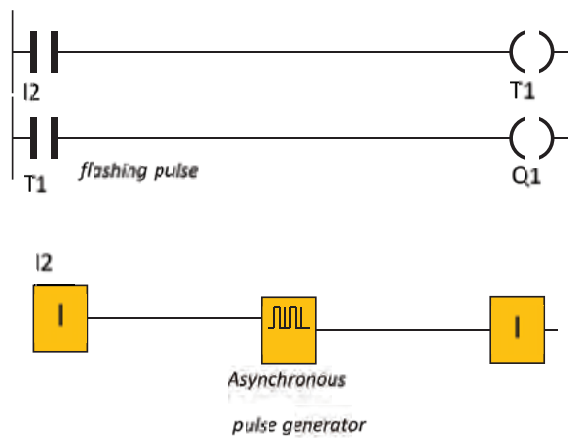 I2
T1
T1
flashing pulse
Q1
I2
I
I
Asynchronous
pulse generator